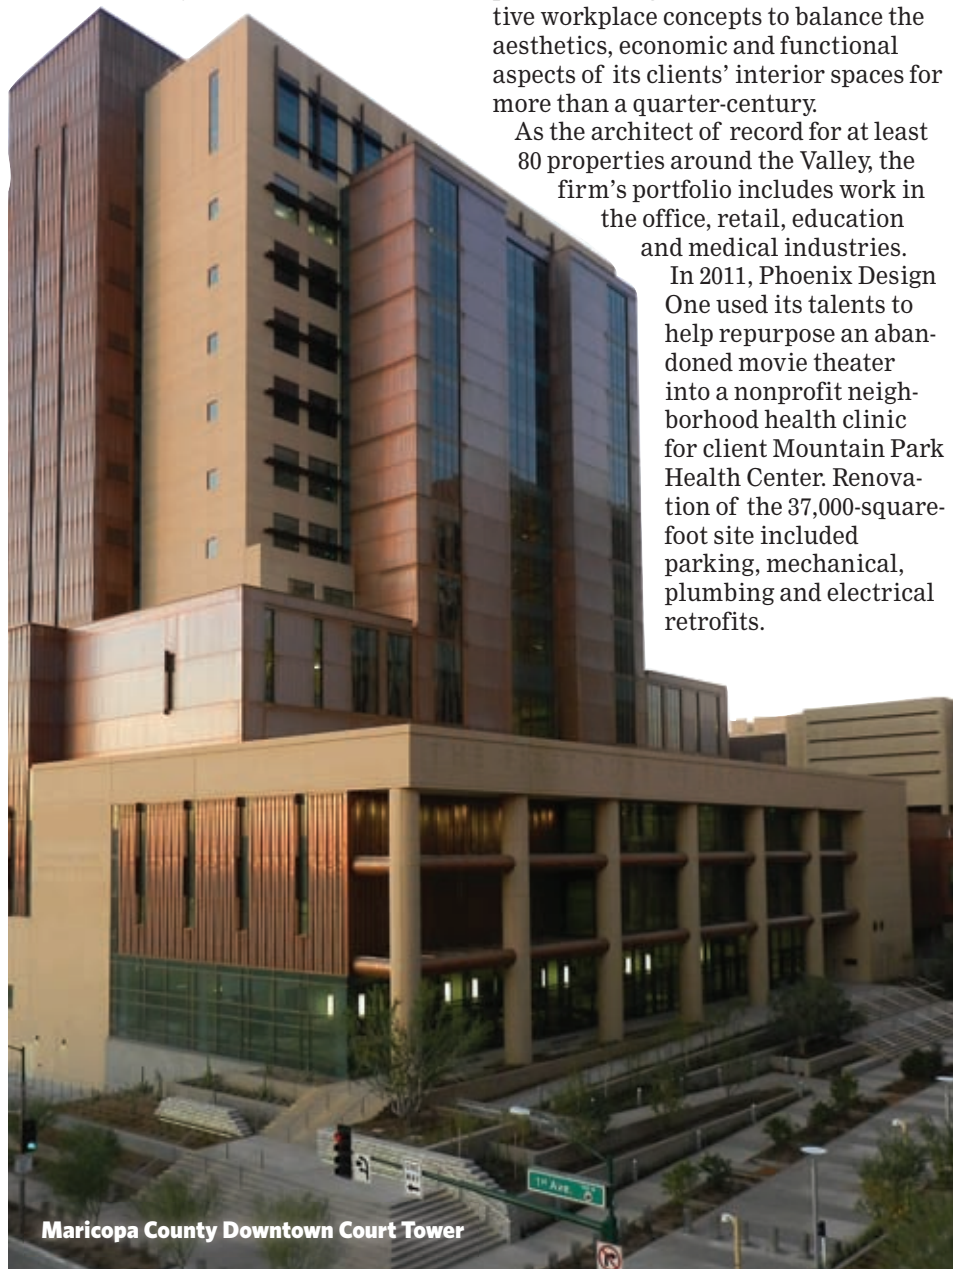 tive workplace concepts to balance the
aesthetics, economic and functional
aspects of its clients’ interior spaces for
more than a quarter-century.
As the architect of record for at least
80 properties around the Valley, the
firm’s portfolio includes work in
the office, retail, education
and medical industries.
In 2011, Phoenix Design
One used its talents to
help repurpose an aban-
doned movie theater
into a nonprofit neigh-
borhood health clinic
for client Mountain Park
Health Center. Renova-
tion of the 37,000-square-
foot site included
parking, mechanical,
plumbing and electrical
retrofits.
1st Ave.
Maricopa County Downtown Court Tower